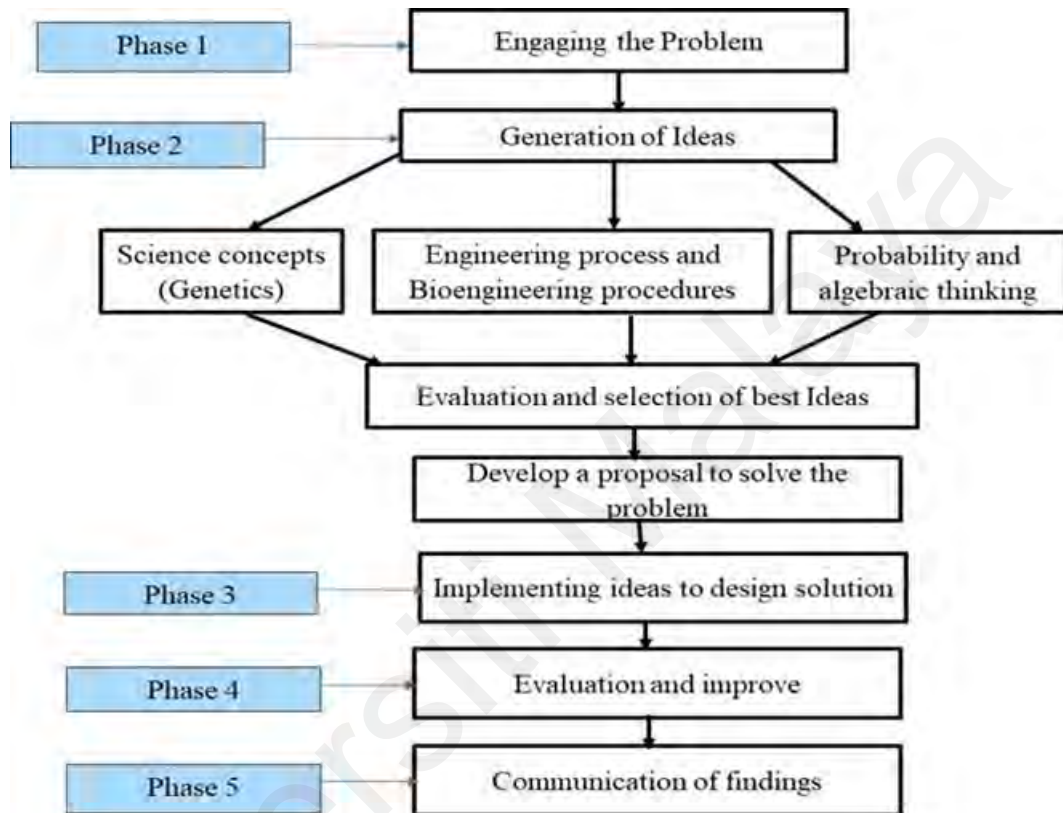 Phase 1
Engaging the Problem
Phase 2
Generation of Ideas
Science concepts
(Genetics)
Engineering process and
Bioengineering procedures
Probability and
algebraic thinking
Evaluation and selection of best Ideas
Develop a proposal to solve the
problem
Phase 3
Implementing ideas to design solution
Phase 4
Evaluation and improve
Phase 5
Communication of findings
Malaya